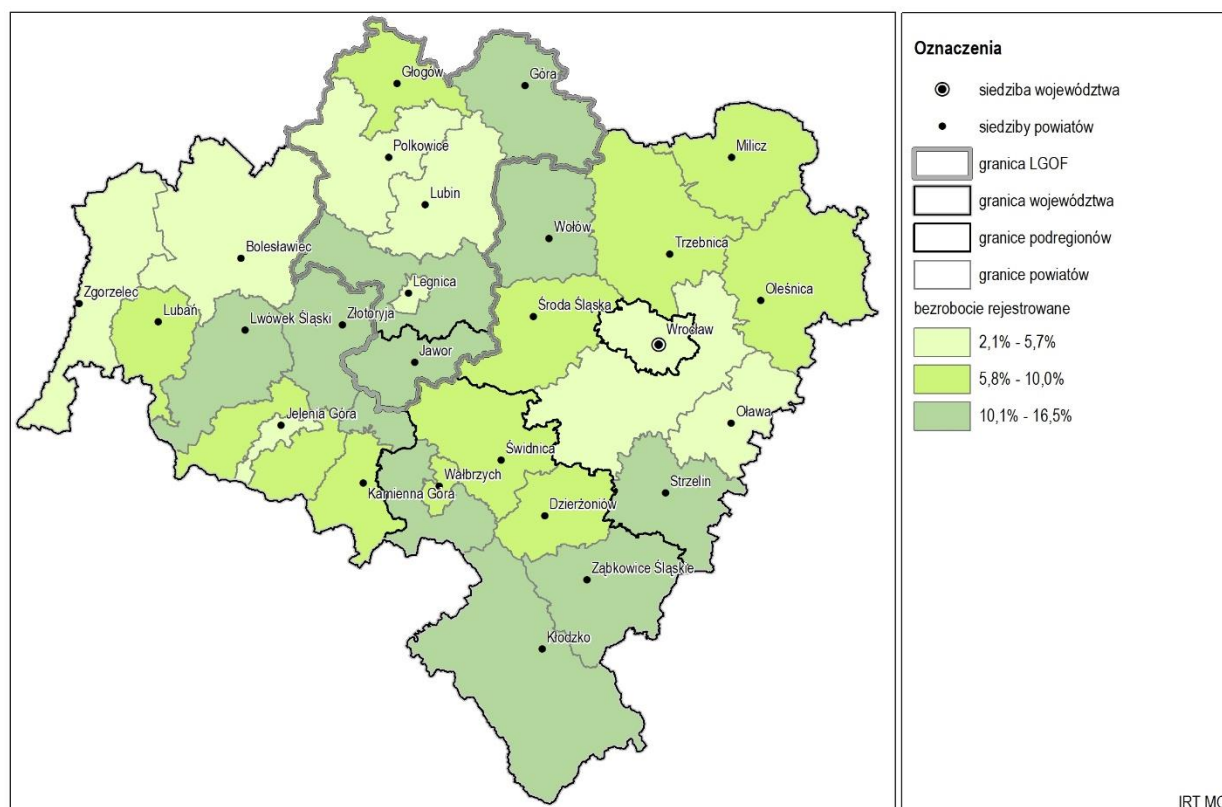 Głogów
Góra
Milicz
Polkowice
Lubin
Wołów
Bolesławiec
Trzebnica
Legnica
Oleśnica
Zgorzelec
Lubań
Lwówek Śląski
Złotoryja
Środa Śląska
Wrocław
Jawor
Jelenia Góra
Oława
Świdnica
Wałbrzych
Kamienna Góra
Strzelin
Dzierżoniów
Ząbkowice Śląskie
Kłodzko
Oznaczenia
siedziba województwa
siedziby powiatów
granica LGOF
granica województwa
granice podregionów
granice powiatów
bezrobocie rejestrowane
2,1% - 5,7%
5,8% - 10,0%
10,1% - 16,5%